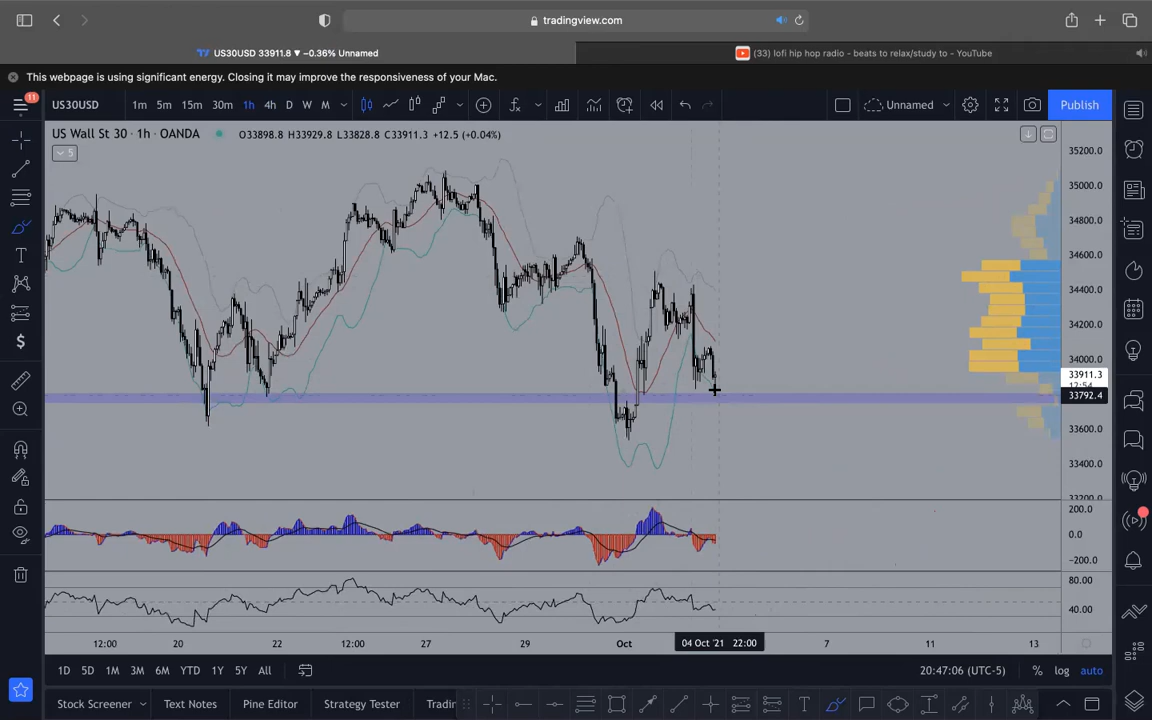 tradingview.com
US30USD 33911.8 ▼ −0.36% Unnamed
(33) lofi hip hop radio - beats to relax/study to - YouTube
This webpage is using significant energy. Closing it may improve the responsiveness of your Mac.
11
US30USD 1m 5m 15m 30m 1h 4h D W M
Unnamed
Publish
US Wall St 30 · 1h · OANDA O33898.8 H33929.8 L33828.8 C33911.3 +12.5 (+0.04%)
5
35200.0
35000.0
34800.0
34600.0
34400.0
34200.0
34000.0
33911.3
12:54
33792.4
33600.0
33400.0
33200.0
200.0
0.0
−200.0
80.00
40.00
12:00 20 22 12:00 27 29 Oct 04 Oct '21 22:00 7 11 13
1D 5D 1M 3M 6M YTD 1Y 5Y All 20:47:06 (UTC-5) % log auto
Stock Screener Text Notes Pine Editor Strategy Tester Tradin